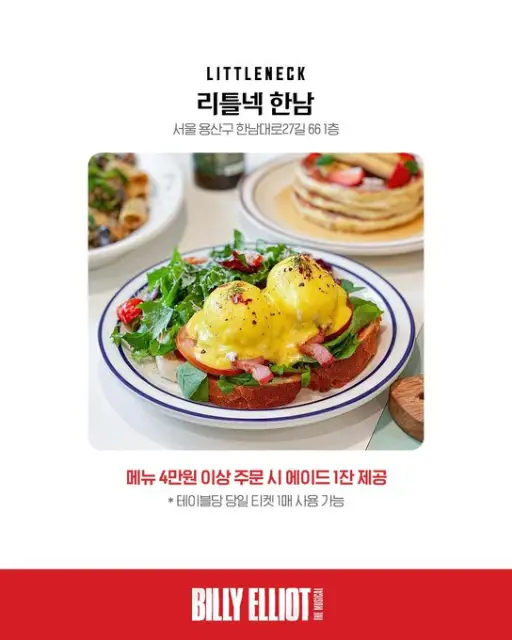 LITTLENECK
리틀넥 한남
서울 용산구 한남대로27길 66 1층
메뉴 4만원 이상 주문 시 에이드 1잔 제공
* 테이블당 당일 티켓 1매 사용 가능
BILLY ELLIOT
THE MUSICAL